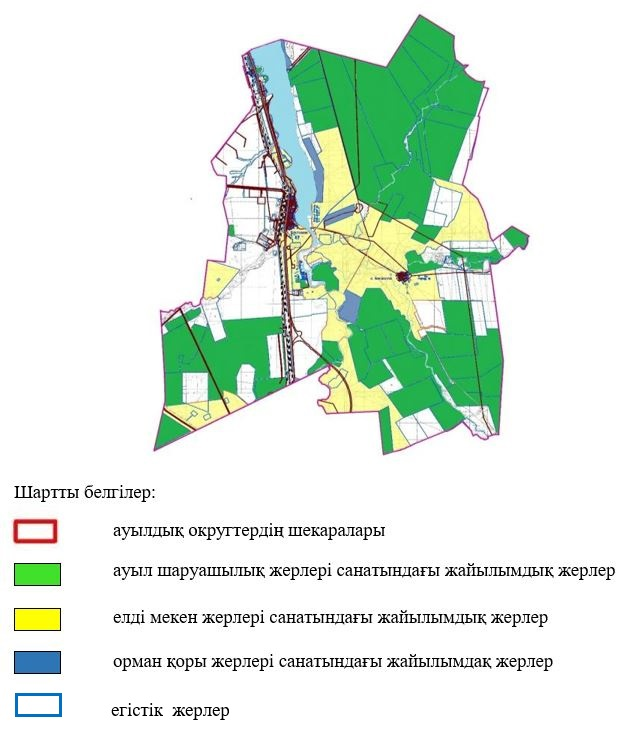 Шартты белгілер:
ауылдық округтердің шекаралары
ауыл шаруашылық жерлері санатындағы жайылымдық жерлер
елді мекен жерлері санатындағы жайылымдық жерлер
орман қоры жерлері санатындағы жайылымдақ жерлер
егістік жерлер